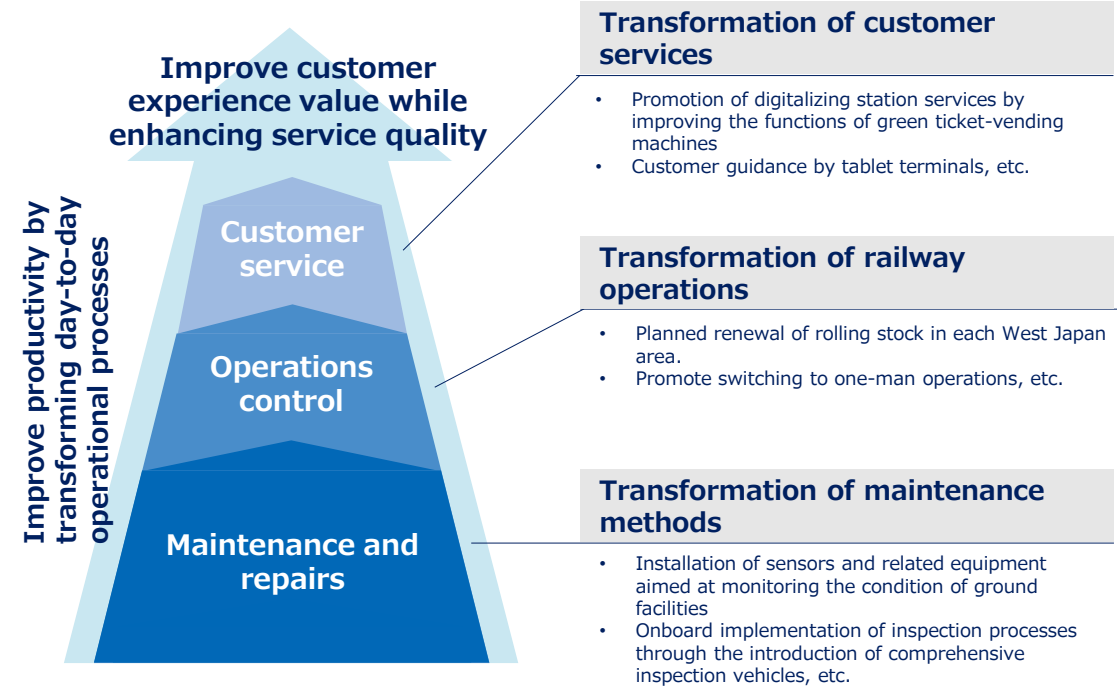 Improve customer
experience value while
enhancing service quality
Improve productivity by
transforming day-to-day
operational processes
Customer
service
Operations
control
Maintenance and
repairs
Transformation of customer
services
• Promotion of digitalizing station services by
improving the functions of green ticket-vending
machines
• Customer guidance by tablet terminals, etc.
Transformation of railway
operations
• Planned renewal of rolling stock in each West Japan
area.
• Promote switching to one-man operations, etc.
Transformation of maintenance
methods
• Installation of sensors and related equipment
aimed at monitoring the condition of ground
facilities
• Onboard implementation of inspection processes
through the introduction of comprehensive
inspection vehicles, etc.